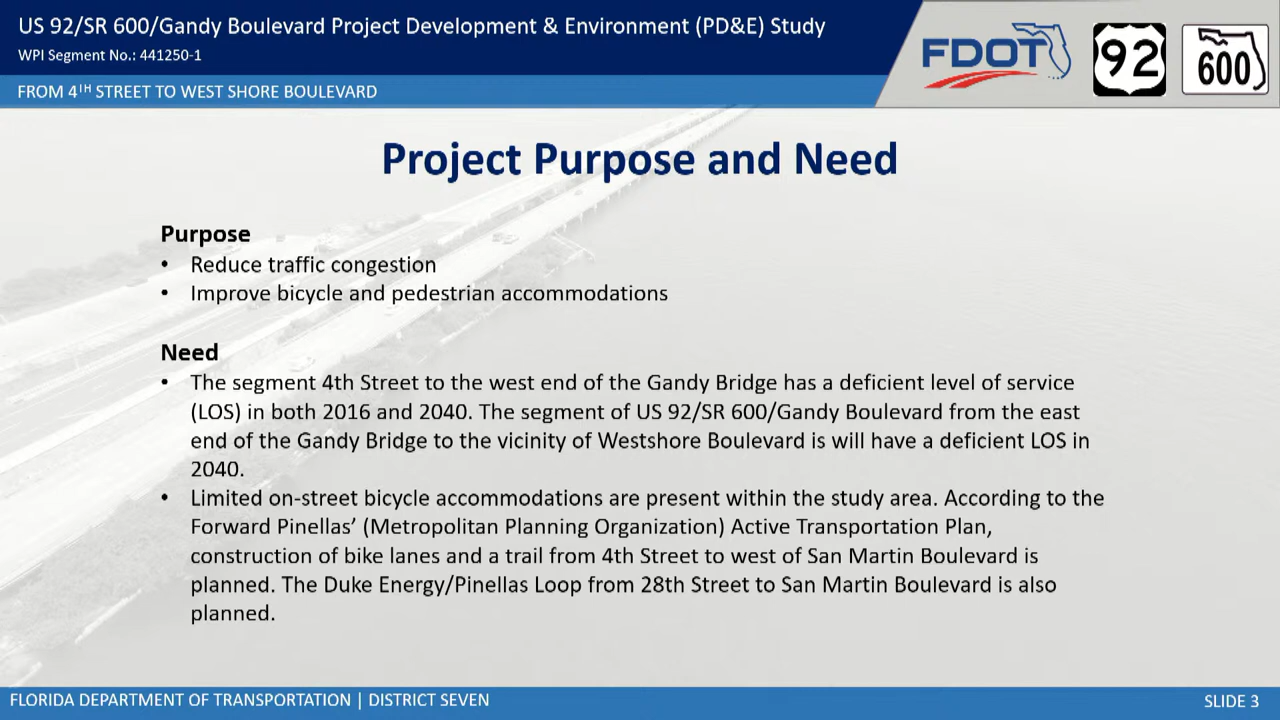 US 92/SR 600/Gandy Boulevard Project Development & Environment (PD&E) Study
WPI Segment No.: 441250-1
FROM 4TH STREET TO WEST SHORE BOULEVARD
FDOT
92
600
Project Purpose and Need
Purpose
• Reduce traffic congestion
• Improve bicycle and pedestrian accommodations
Need
• The segment 4th Street to the west end of the Gandy Bridge has a deficient level of service
(LOS) in both 2016 and 2040. The segment of US 92/SR 600/Gandy Boulevard from the east
end of the Gandy Bridge to the vicinity of Westshore Boulevard is will have a deficient LOS in
2040.
• Limited on-street bicycle accommodations are present within the study area. According to the
Forward Pinellas’ (Metropolitan Planning Organization) Active Transportation Plan,
construction of bike lanes and a trail from 4th Street to west of San Martin Boulevard is
planned. The Duke Energy/Pinellas Loop from 28th Street to San Martin Boulevard is also
planned.
FLORIDA DEPARTMENT OF TRANSPORTATION | DISTRICT SEVEN
SLIDE 3